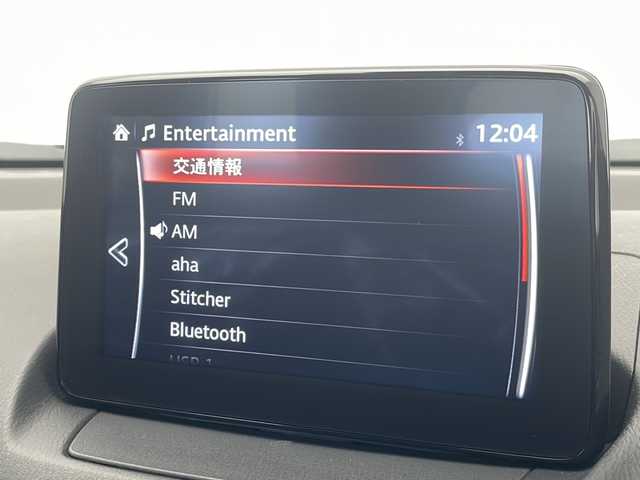 Entertainment 12:04
交通情報
FM
AM
aha
Stitcher
Bluetooth